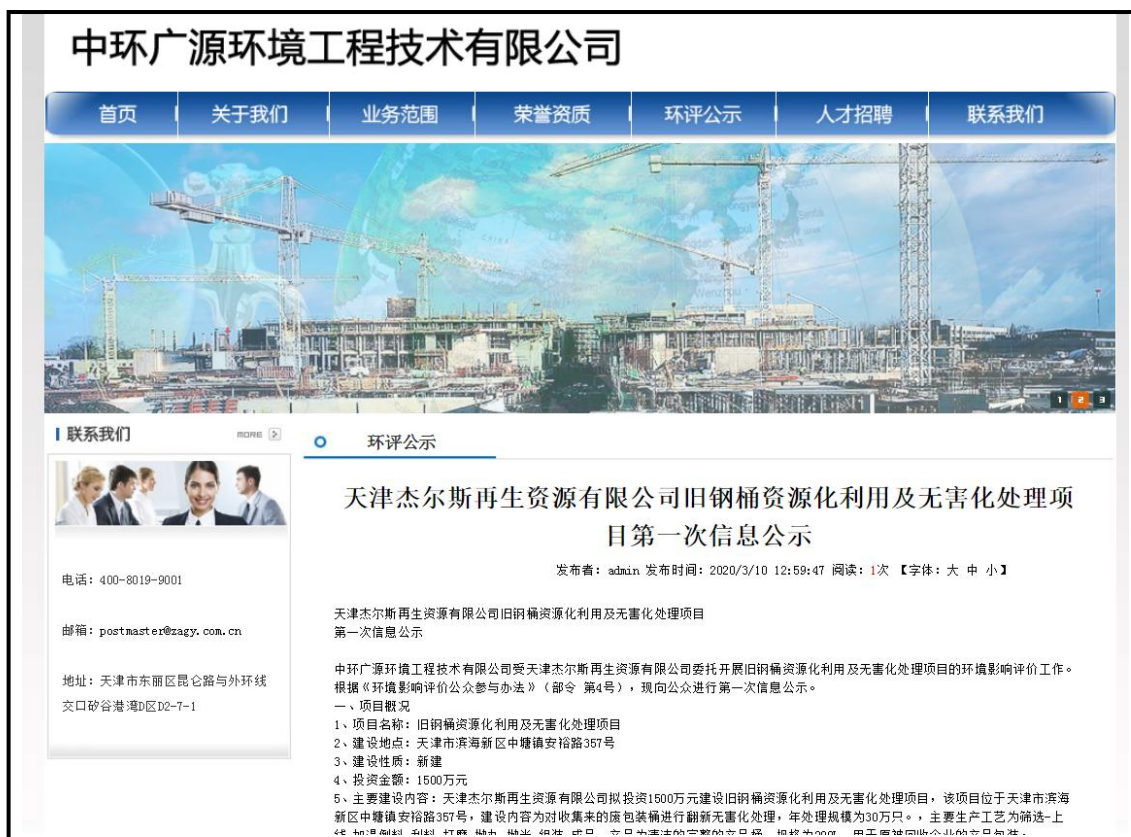 中环广源环境工程技术有限公司
首页 关于我们 业务范围 荣誉资质 环评公示 人才招聘 联系我们
1 2 3
联系我们 MORE
电话：400-8019-9001
邮箱：postmaster@zagy.com.cn
地址：天津市东丽区昆仑路与外环线
交口矽谷港湾D区D2-7-1
环评公示
天津杰尔斯再生资源有限公司旧钢桶资源化利用及无害化处理项
目第一次信息公示
发布者：admin 发布时间：2020/3/10 12:59:47 阅读：1次 【字体：大 中 小】
天津杰尔斯再生资源有限公司旧钢桶资源化利用及无害化处理项目
第一次信息公示
中环广源环境工程技术有限公司受天津杰尔斯再生资源有限公司委托开展旧钢桶资源化利用及无害化处理项目的环境影响评价工作。
根据《环境影响评价公众参与办法》（部令 第4号），现向公众进行第一次信息公示。
一、项目概况
1、项目名称：旧钢桶资源化利用及无害化处理项目
2、建设地点：天津市滨海新区中塘镇安裕路357号
3、建设性质：新建
4、投资金额：1500万元
5、主要建设内容：天津杰尔斯再生资源有限公司拟投资1500万元建设旧钢桶资源化利用及无害化处理项目，该项目位于天津市滨海
新区中塘镇安裕路357号，建设内容为对收集来的废包装桶进行翻新无害化处理，年处理规模为30万只。，主要生产工艺为筛选-上